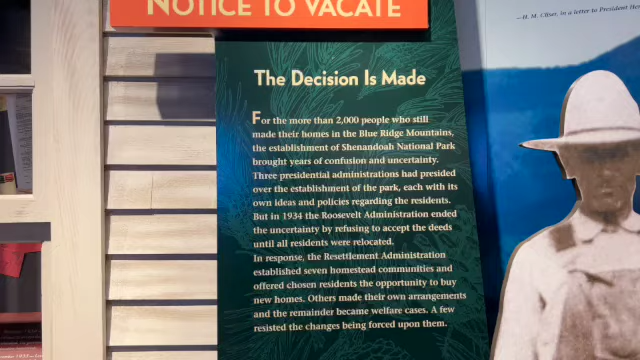 NOTICE TO VACATE
—H. M. Cliser, in a letter to President
The Decision Is Made
For the more than 2,000 people who still
made their homes in the Blue Ridge Mountains,
the establishment of Shenandoah National Park
brought years of confusion and uncertainty.
Three presidential administrations had presided
over the establishment of the park, each with its
own ideas and policies regarding the residents.
But in 1934 the Roosevelt Administration ended
the uncertainty by refusing to accept the deeds
until all residents were relocated.
In response, the Resettlement Administration
established seven homestead communities and
offered chosen residents the opportunity to buy
new homes. Others made their own arrangements
and the remainder became welfare cases. A few
resisted the changes being forced upon them.